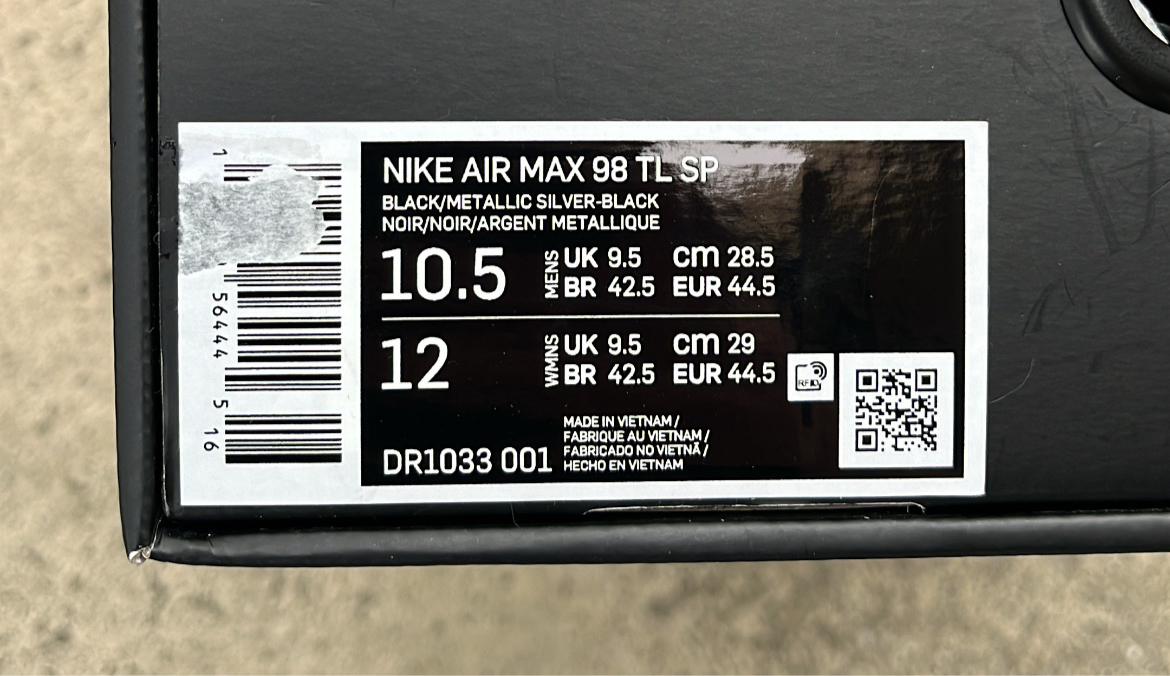 NIKE AIR MAX 98 TL SP
BLACK/METALLIC SILVER-BLACK
NOIR/NOIR/ARGENT METALLIQUE
10.5 MENS UK 9.5 cm 28.5
BR 42.5 EUR 44.5
12 WMNS UK 9.5 cm 29
BR 42.5 EUR 44.5
MADE IN VIETNAM /
FABRIQUE AU VIETNAM /
FABRICADO NO VIETNÃ /
HECHO EN VIETNAM
DR1033 001
RFID
1
56444 5 16